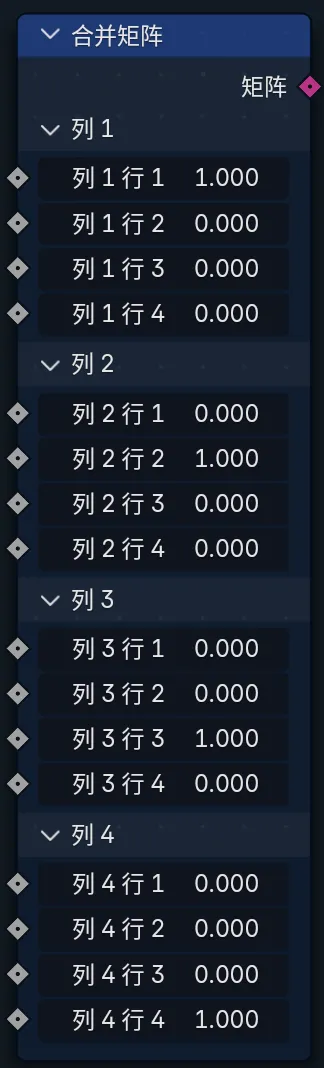 合并矩阵
矩阵
列 1
列 1 行 1 1.000
列 1 行 2 0.000
列 1 行 3 0.000
列 1 行 4 0.000
列 2
列 2 行 1 0.000
列 2 行 2 1.000
列 2 行 3 0.000
列 2 行 4 0.000
列 3
列 3 行 1 0.000
列 3 行 2 0.000
列 3 行 3 1.000
列 3 行 4 0.000
列 4
列 4 行 1 0.000
列 4 行 2 0.000
列 4 行 3 0.000
列 4 行 4 1.000